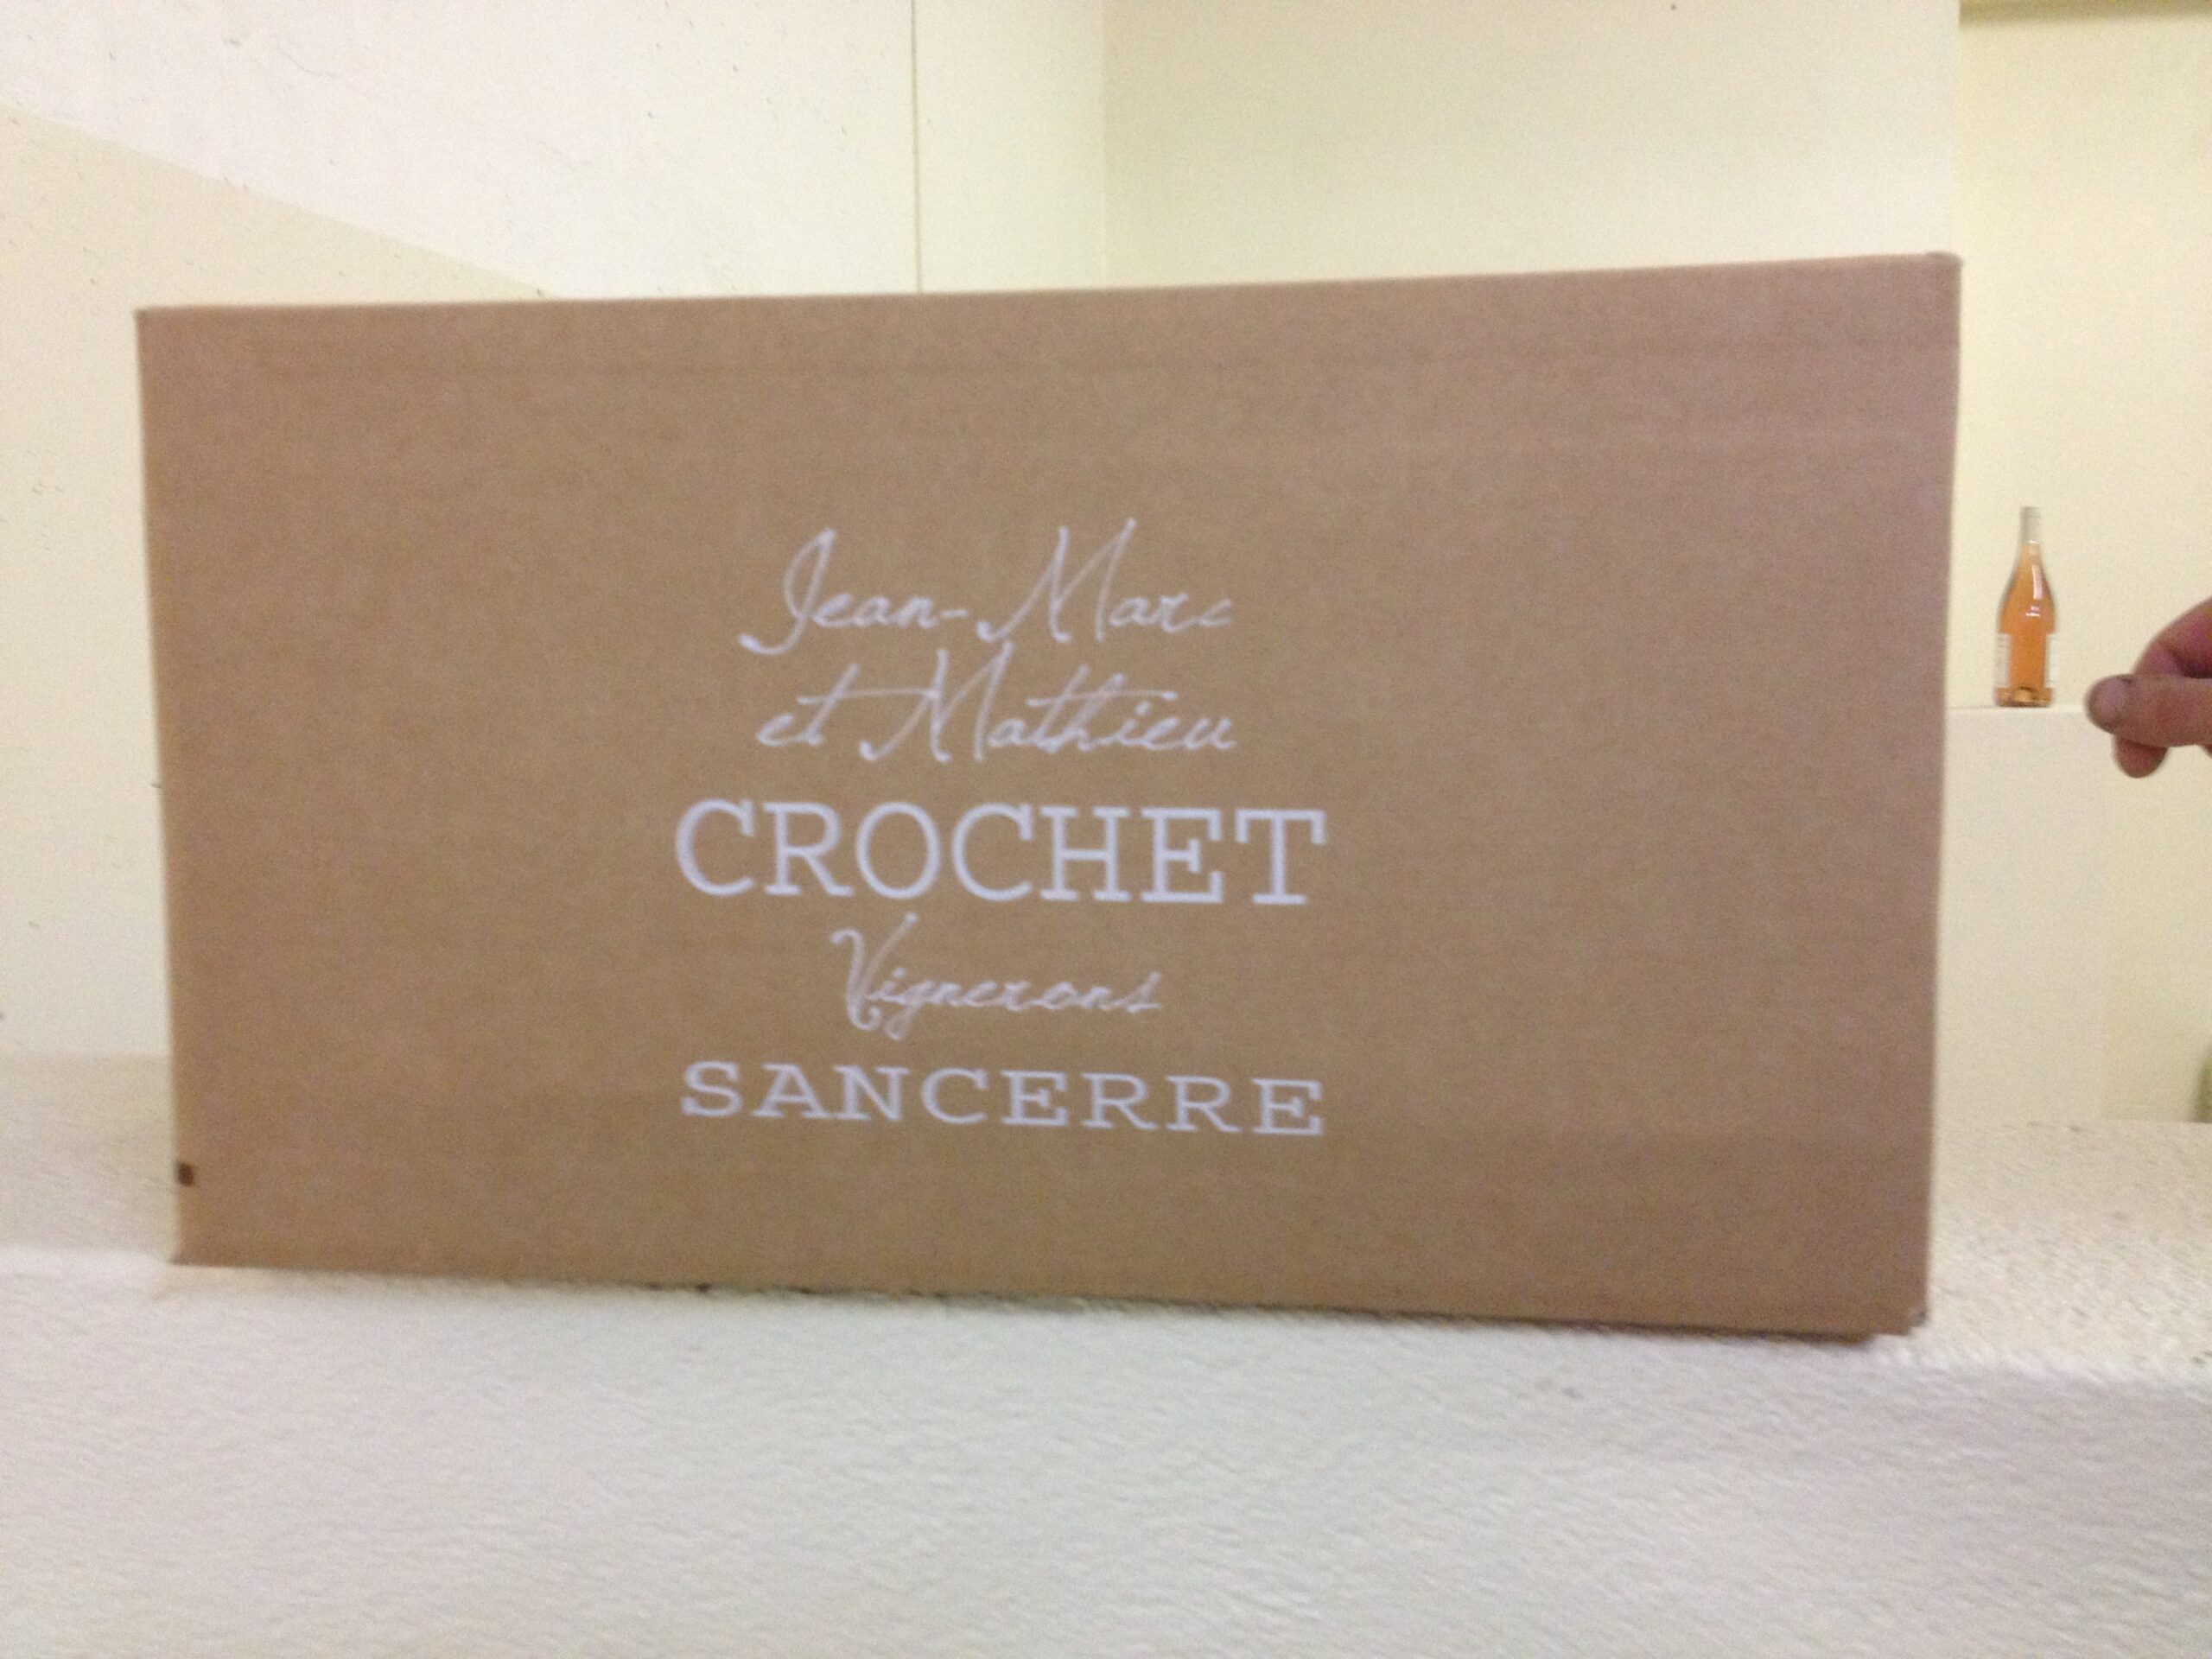 Jean-Marc
et Mathieu
CROCHET
Vignerons
SANCERRE